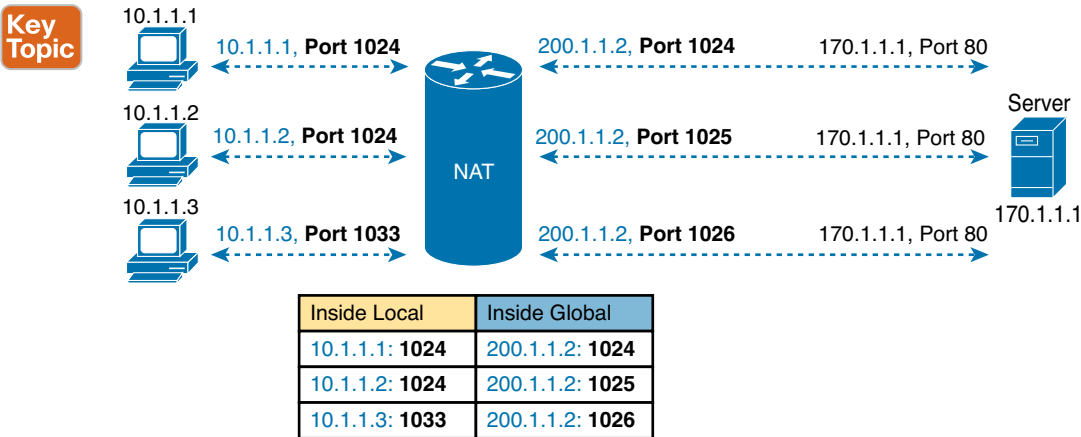 Key
Topic
10.1.1.1
10.1.1.1, Port 1024
200.1.1.2, Port 1024
170.1.1.1, Port 80
Server
10.1.1.2
10.1.1.2, Port 1024
NAT
200.1.1.2, Port 1025
170.1.1.1, Port 80
170.1.1.1
10.1.1.3
10.1.1.3, Port 1033
200.1.1.2, Port 1026
170.1.1.1, Port 80
Inside Local Inside Global
10.1.1.1: 1024 200.1.1.2: 1024
10.1.1.2: 1024 200.1.1.2: 1025
10.1.1.3: 1033 200.1.1.2: 1026